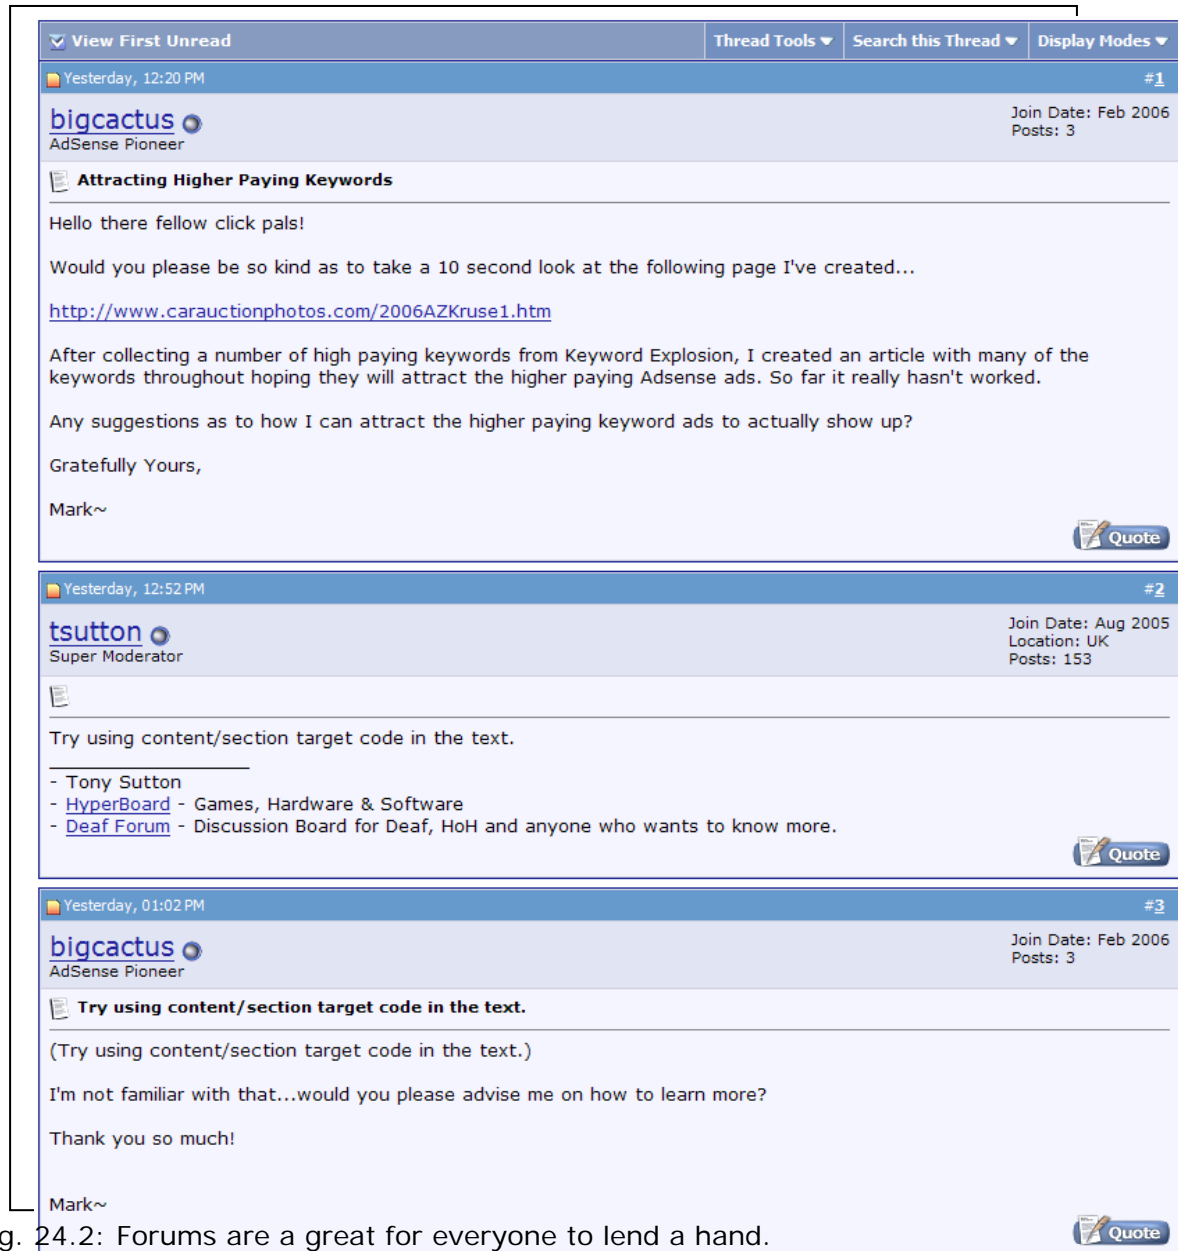 View First Unread Thread Tools Search this Thread Display Modes
Yesterday, 12:20 PM #1
bigcactus Join Date: Feb 2006
AdSense Pioneer Posts: 3
Attracting Higher Paying Keywords
Hello there fellow click pals!
Would you please be so kind as to take a 10 second look at the following page I've created...
http://www.carauctionphotos.com/2006AZKruse1.htm
After collecting a number of high paying keywords from Keyword Explosion, I created an article with many of the
keywords throughout hoping they will attract the higher paying Adsense ads. So far it really hasn't worked.
Any suggestions as to how I can attract the higher paying keyword ads to actually show up?
Gratefully Yours,
Mark~
Quote
Yesterday, 12:52 PM #2
tsutton Join Date: Aug 2005
Super Moderator Location: UK
Posts: 153
Try using content/section target code in the text.
- Tony Sutton
- HyperBoard - Games, Hardware & Software
- Deaf Forum - Discussion Board for Deaf, HoH and anyone who wants to know more.
Quote
Yesterday, 01:02 PM #3
bigcactus Join Date: Feb 2006
AdSense Pioneer Posts: 3
Try using content/section target code in the text.
(Try using content/section target code in the text.)
I'm not familiar with that...would you please advise me on how to learn more?
Thank you so much!
Mark~
Quote
g. 24.2: Forums are a great for everyone to lend a hand.